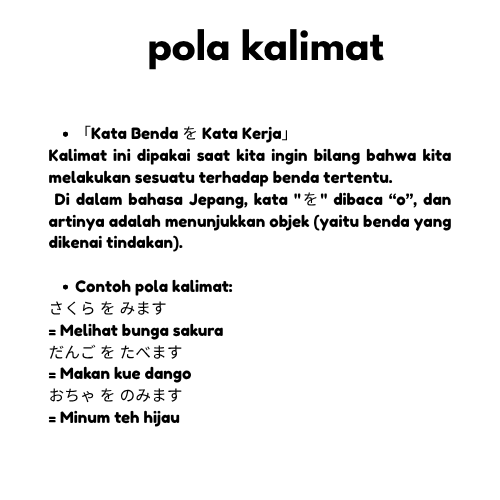 pola kalimat
• 「Kata Benda を Kata Kerja」
Kalimat ini dipakai saat kita ingin bilang bahwa kita
melakukan sesuatu terhadap benda tertentu.
Di dalam bahasa Jepang, kata "を" dibaca “o”, dan
artinya adalah menunjukkan objek (yaitu benda yang
dikenai tindakan).
• Contoh pola kalimat:
さくら を みます
= Melihat bunga sakura
だんご を たべます
= Makan kue dango
おちゃ を のみます
= Minum teh hijau